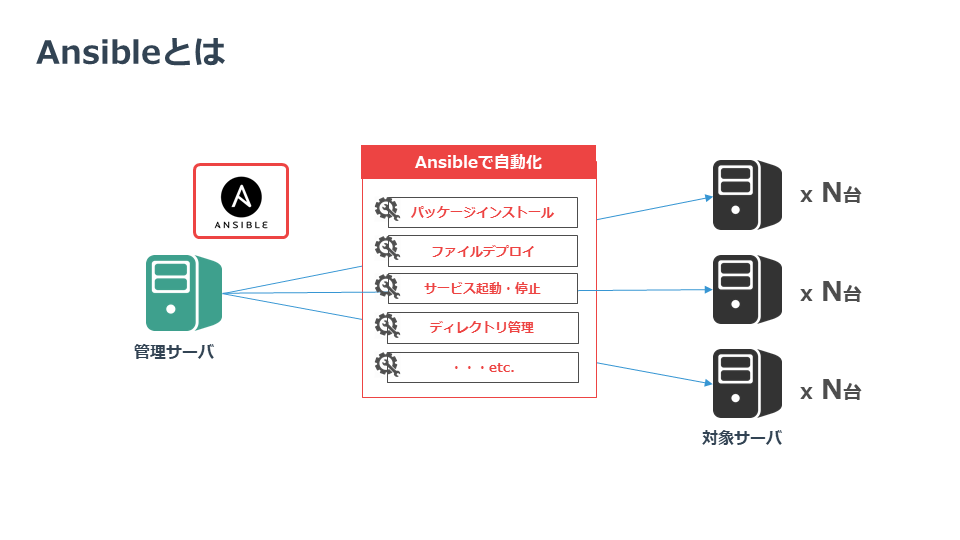 Ansibleとは
Ansibleで自動化
ANSIBLE
パッケージインストール
ファイルデプロイ
サービス起動・停止
ディレクトリ管理
・・・etc.
管理サーバ
x N台
x N台
x N台
対象サーバ